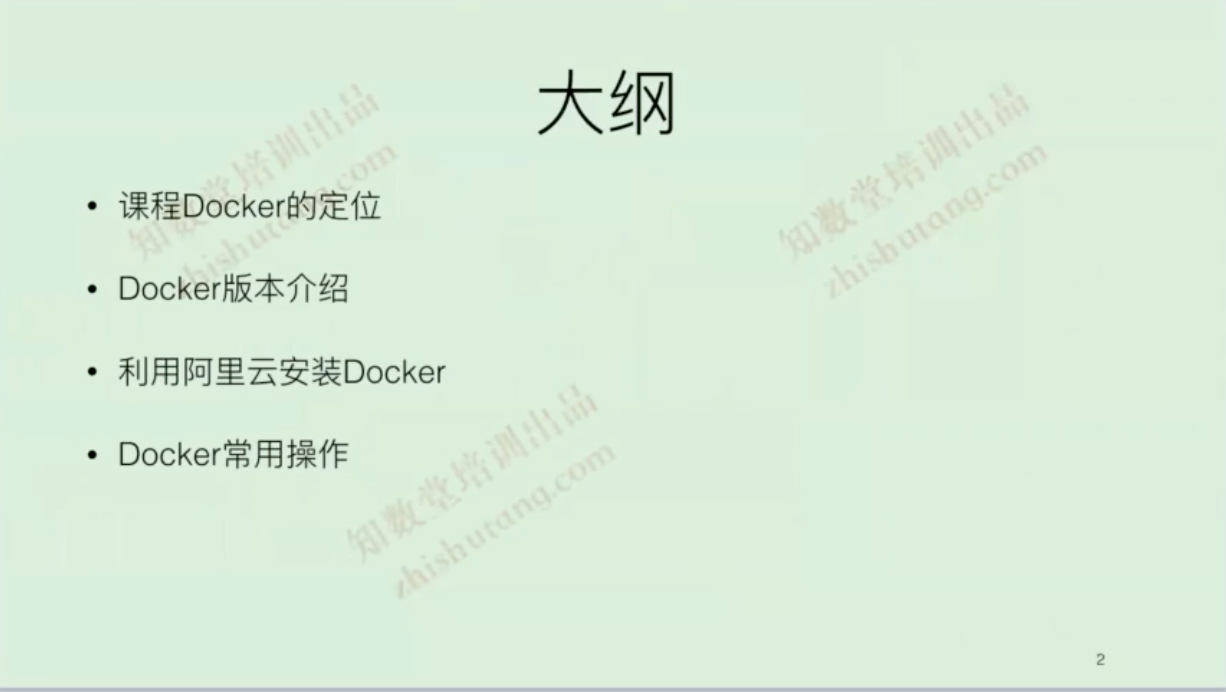 大纲
• 课程Docker的定位
• Docker版本介绍
• 利用阿里云安装Docker
• Docker常用操作
知数堂培训出品
zhishutang.com
知数堂培训出品
zhishutang.com
知数堂培训出品
zhishutang.com
2